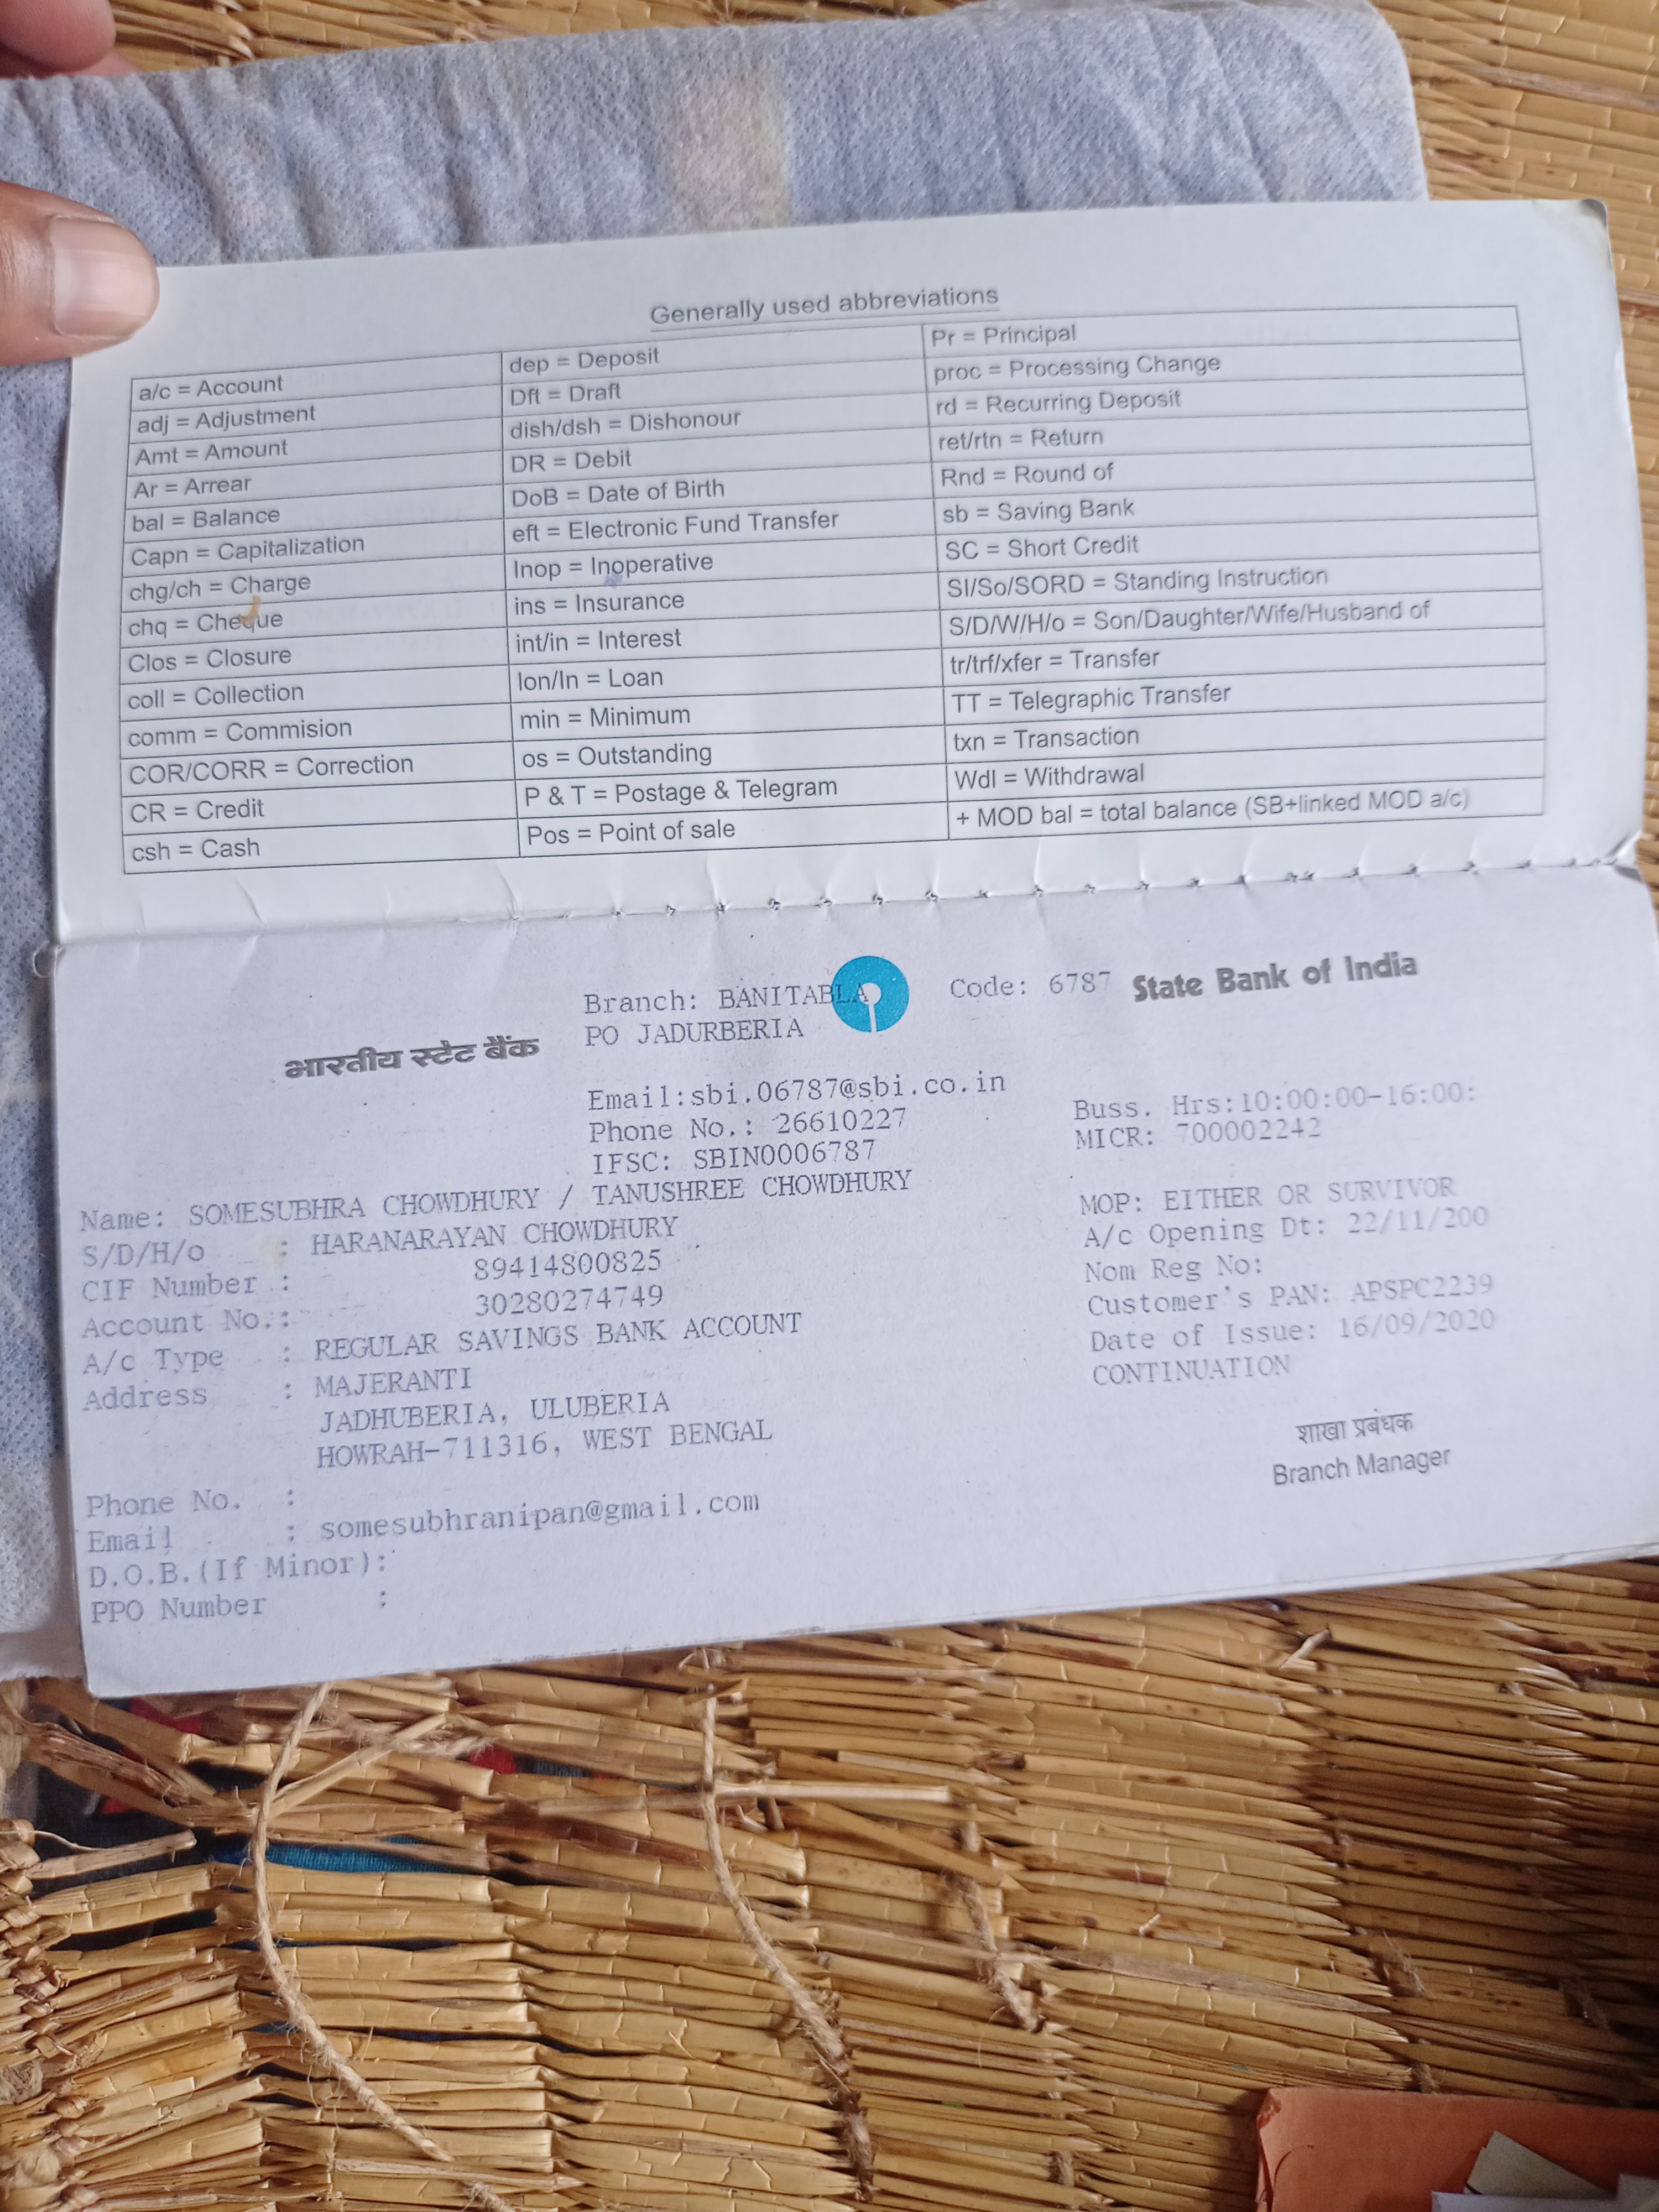 Generally used abbreviations
a/c = Account
adj = Adjustment
Amt = Amount
Ar = Arrear
bal = Balance
Capn = Capitalization
chg/ch = Charge
chq = Cheque
Clos = Closure
coll = Collection
comm = Commision
COR/CORR = Correction
CR = Credit
csh = Cash
dep = Deposit
Dft = Draft
dish/dsh = Dishonour
DR = Debit
DoB = Date of Birth
eft = Electronic Fund Transfer
Inop = Inoperative
ins = Insurance
int/in = Interest
lon/ln = Loan
min = Minimum
os = Outstanding
P & T = Postage & Telegram
Pos = Point of sale
Pr = Principal
proc = Processing Change
rd = Recurring Deposit
ret/rtn = Return
Rnd = Round of
sb = Saving Bank
SC = Short Credit
SI/So/SORD = Standing Instruction
S/D/W/H/o = Son/Daughter/Wife/Husband of
tr/trf/xfer = Transfer
TT = Telegraphic Transfer
txn = Transaction
Wdl = Withdrawal
+ MOD bal = total balance (SB+linked MOD a/c)
भारतीय स्टेट बैंक
Branch: BANITABLA
Code: 6787
State Bank of India
PO JADURBERIA
Email:sbi.06787@sbi.co.in
Phone No.: 26610227
IFSC: SBIN0006787
Buss. Hrs:10:00:00-16:00:
MICR: 700002242
Name: SOMESUBHRA CHOWDHURY / TANUSHREE CHOWDHURY
S/D/H/o : HARANARAYAN CHOWDHURY
CIF Number : 89414800825
Account No.: 30280274749
A/c Type : REGULAR SAVINGS BANK ACCOUNT
Address : MAJERANTI
JADHUBERIA, ULUBERIA
HOWRAH-711316, WEST BENGAL
Phone No. :
Email : somesubhranipan@gmail.com
D.O.B.(If Minor):
PPO Number :
MOP: EITHER OR SURVIVOR
A/c Opening Dt: 22/11/200
Nom Reg No:
Customer's PAN: APSPC2239
Date of Issue: 16/09/2020
CONTINUATION
शाखा प्रबंधक
Branch Manager